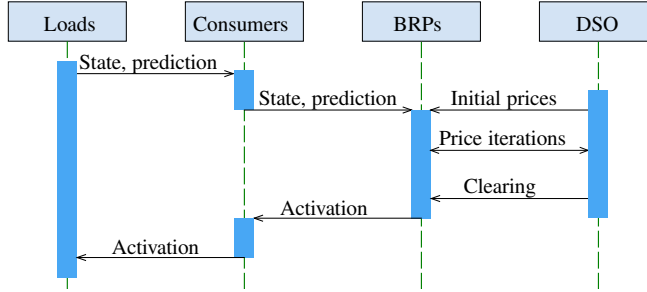 Loads
Consumers
BRPs
DSO
State, prediction
State, prediction
Initial prices
Price iterations
Clearing
Activation
Activation